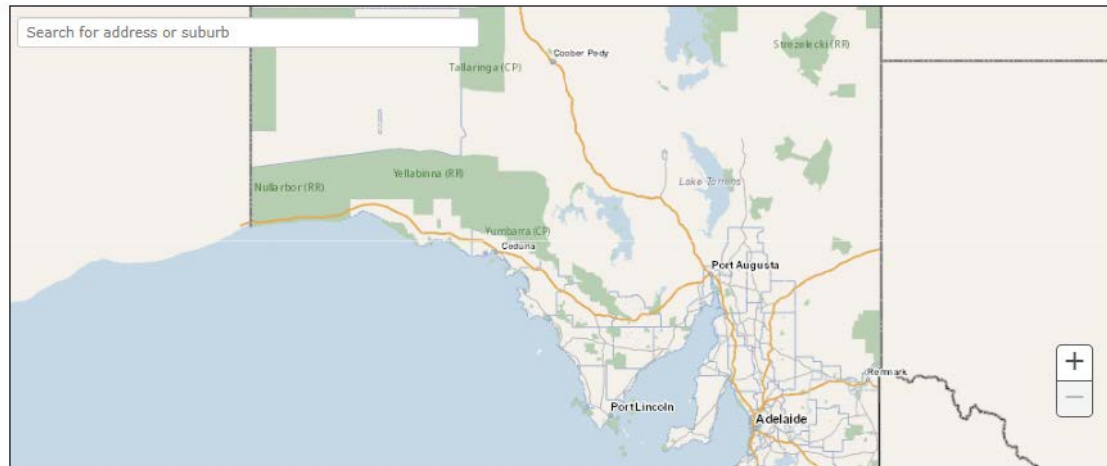 Search for address or suburb
Coober Pedy
Strezelecki (RR)
Tallaringa (CP)
Yellabinna (RR)
Nullarbor (RR)
Lake Torrens
Yumbarra (CP)
Ceduna
Port Augusta
Renmark
Port Lincoln
Adelaide
+
−